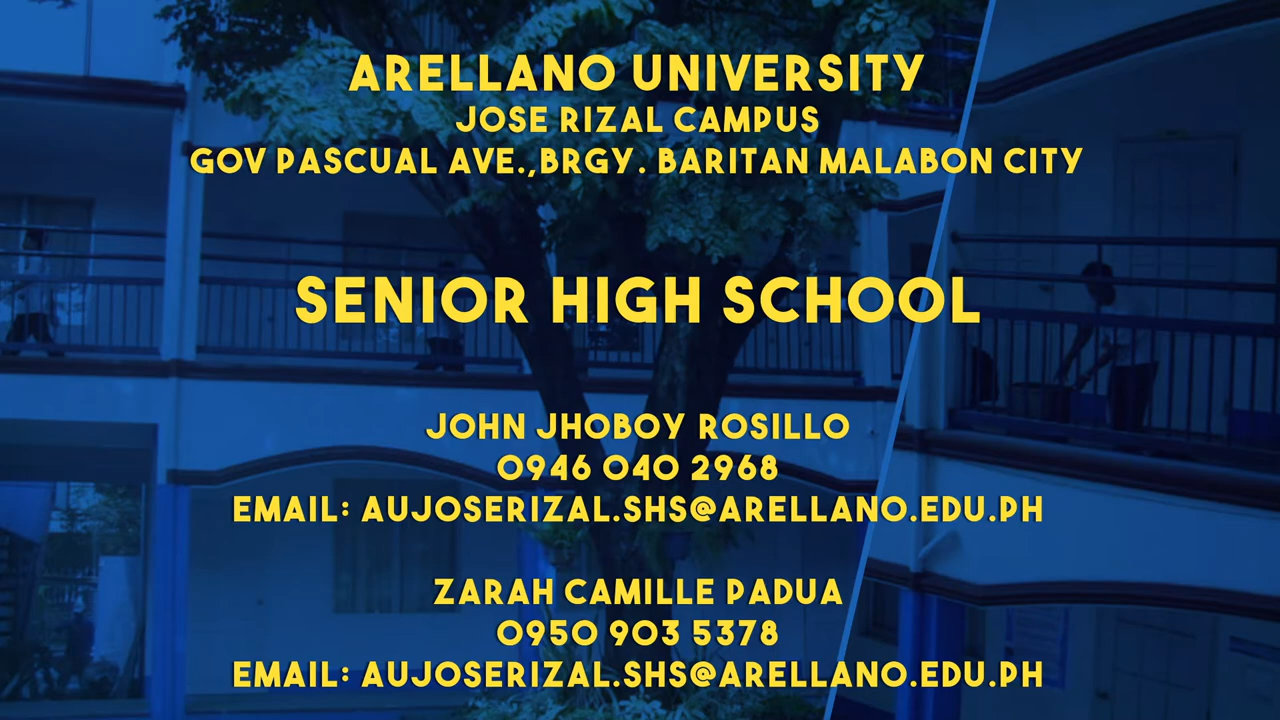 ARELLANO UNIVERSITY
JOSE RIZAL CAMPUS
GOV PASCUAL AVE.,BRGY. BARITAN MALABON CITY
SENIOR HIGH SCHOOL
JOHN JHOBOY ROSILLO
0946 040 2968
EMAIL: AUJOSERIZAL.SHS@ARELLANO.EDU.PH
ZARAH CAMILLE PADUA
0950 903 5378
EMAIL: AUJOSERIZAL.SHS@ARELLANO.EDU.PH